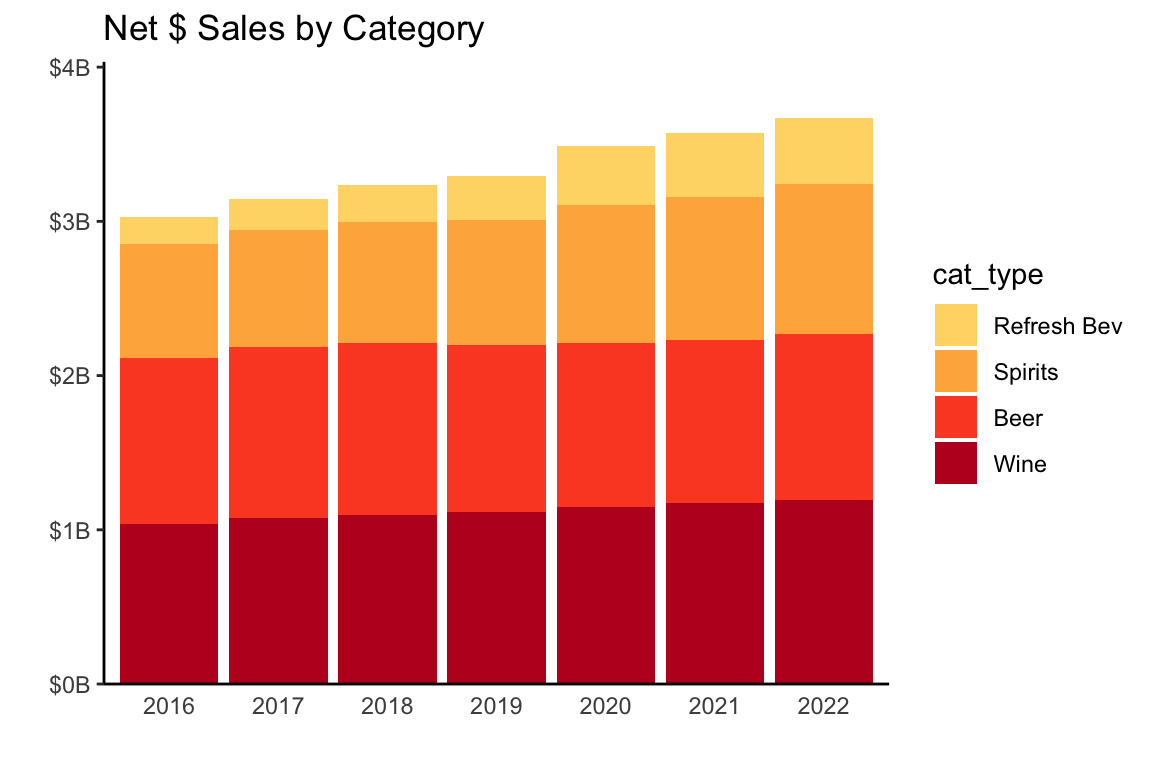 Net $ Sales by Category
$4B
$3B
$2B
$1B
$0B
2016 2017 2018 2019 2020 2021 2022
cat_type
Refresh Bev
Spirits
Beer
Wine